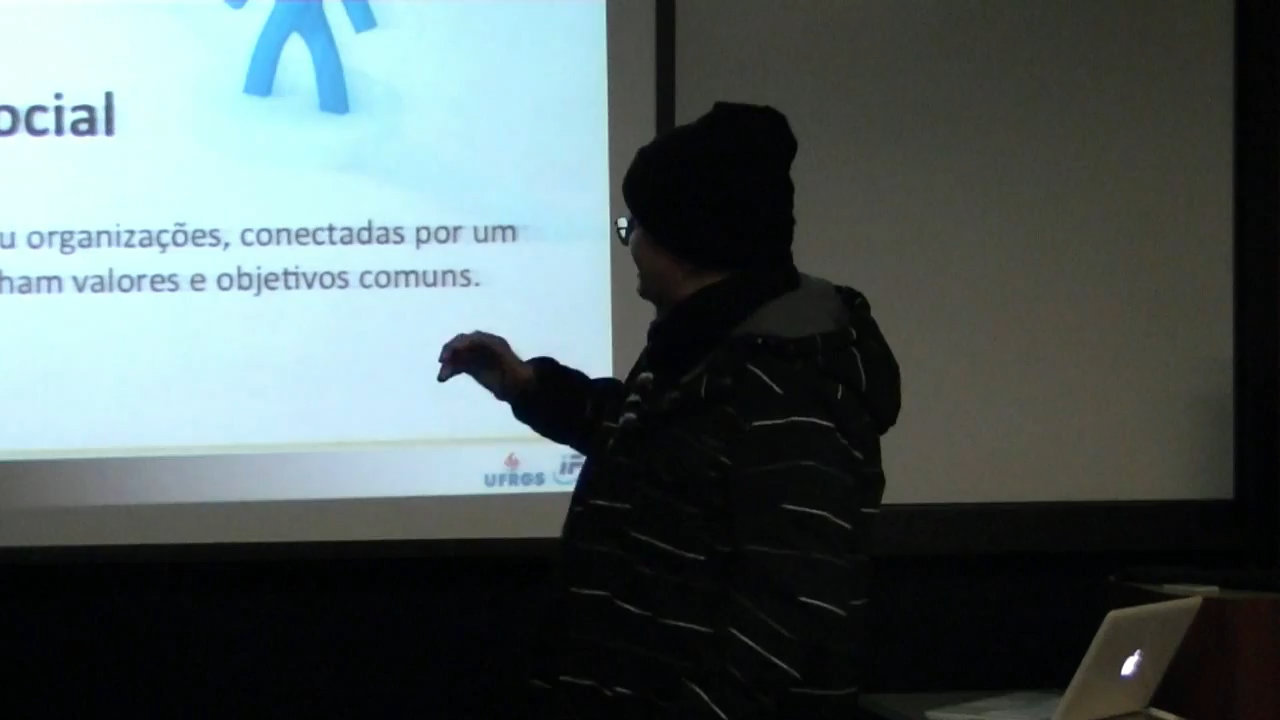 ocial
u organizações, conectadas por um
ham valores e objetivos comuns.
UFRGS